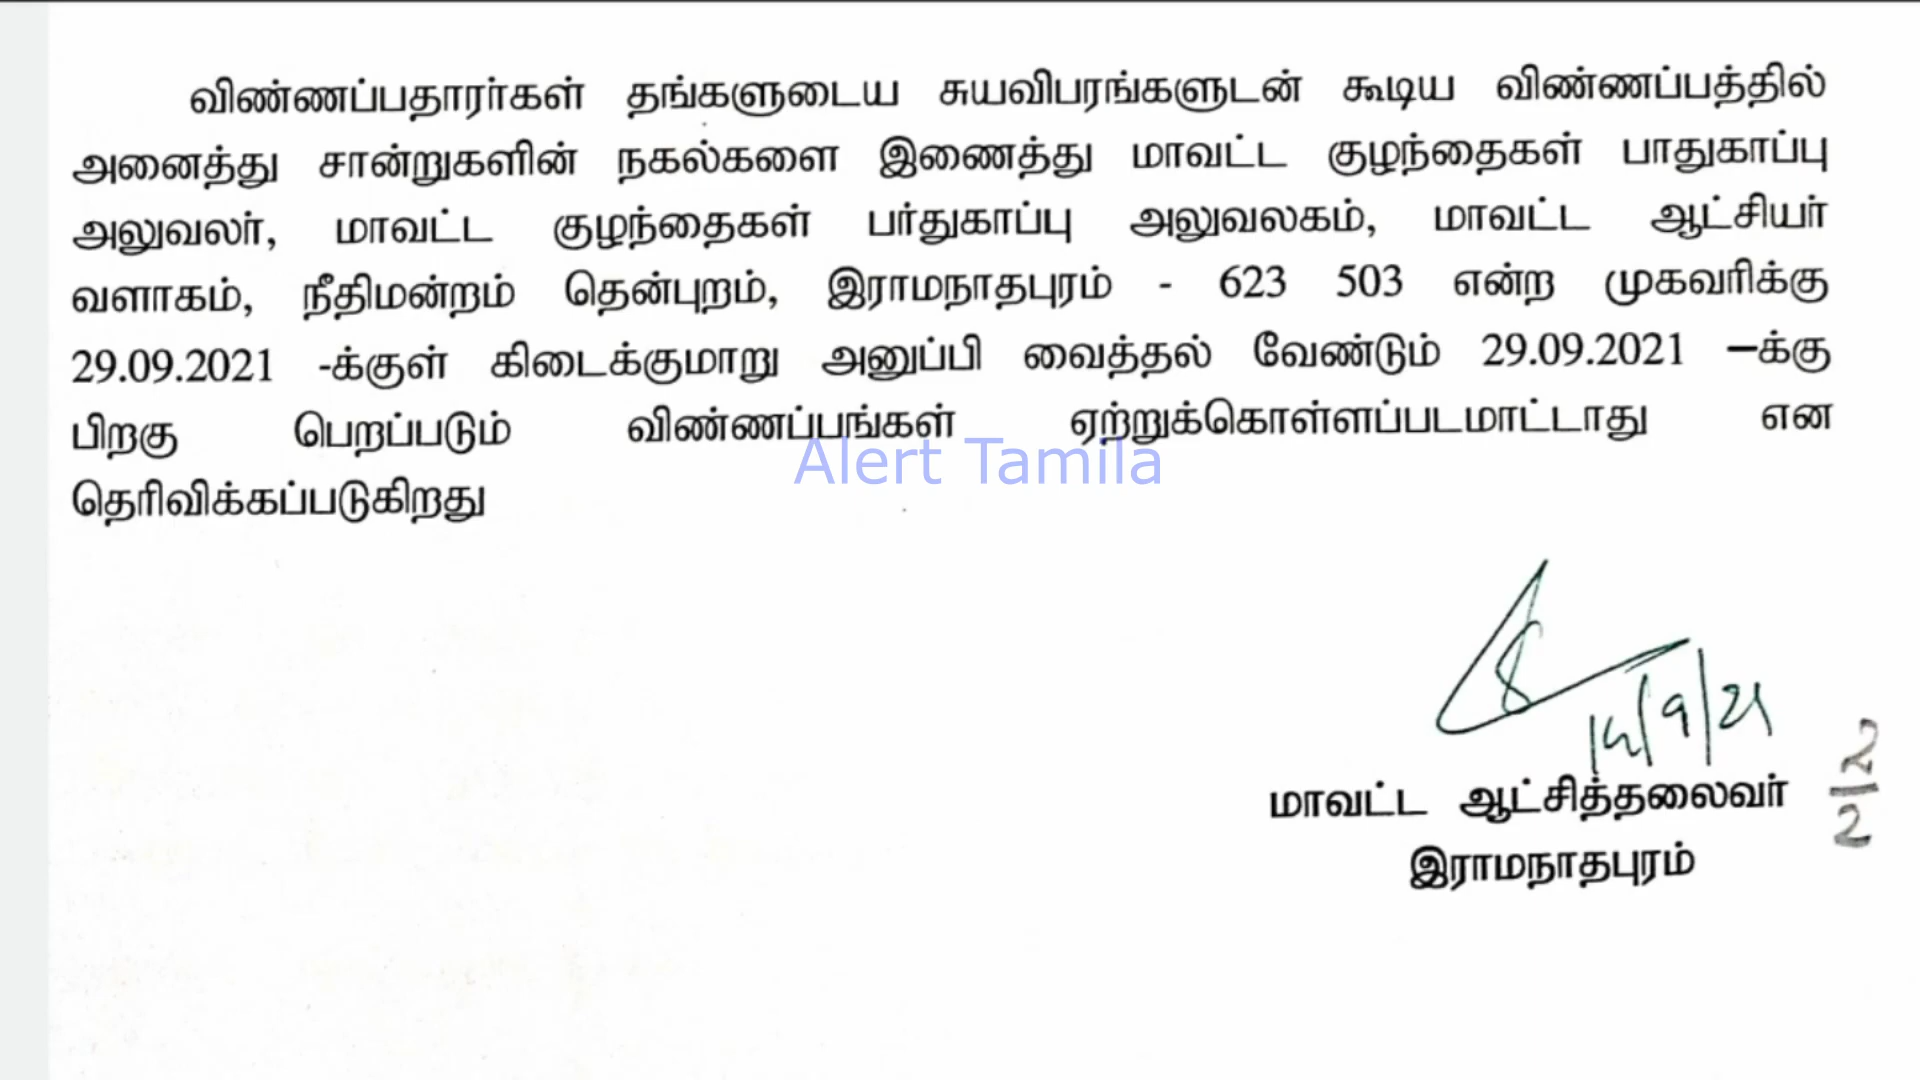 விண்ணப்பதாரர்கள் தங்களுடைய சுயவிபரங்களுடன் கூடிய விண்ணப்பத்தில்
அனைத்து சான்றுகளின் நகல்களை இணைத்து மாவட்ட குழந்தைகள் பாதுகாப்பு
அலுவலர், மாவட்ட குழந்தைகள் பர்துகாப்பு அலுவலகம், மாவட்ட ஆட்சியர்
வளாகம், நீதிமன்றம் தென்புறம், இராமநாதபுரம் - 623 503 என்ற முகவரிக்கு
29.09.2021 -க்குள் கிடைக்குமாறு அனுப்பி வைத்தல் வேண்டும் 29.09.2021 –க்கு
பிறகு பெறப்படும் விண்ணப்பங்கள் ஏற்றுக்கொள்ளப்படமாட்டாது என
Alert Tamila
தெரிவிக்கப்படுகிறது
14/9/21
மாவட்ட ஆட்சித்தலைவர்
இராமநாதபுரம்
2/2